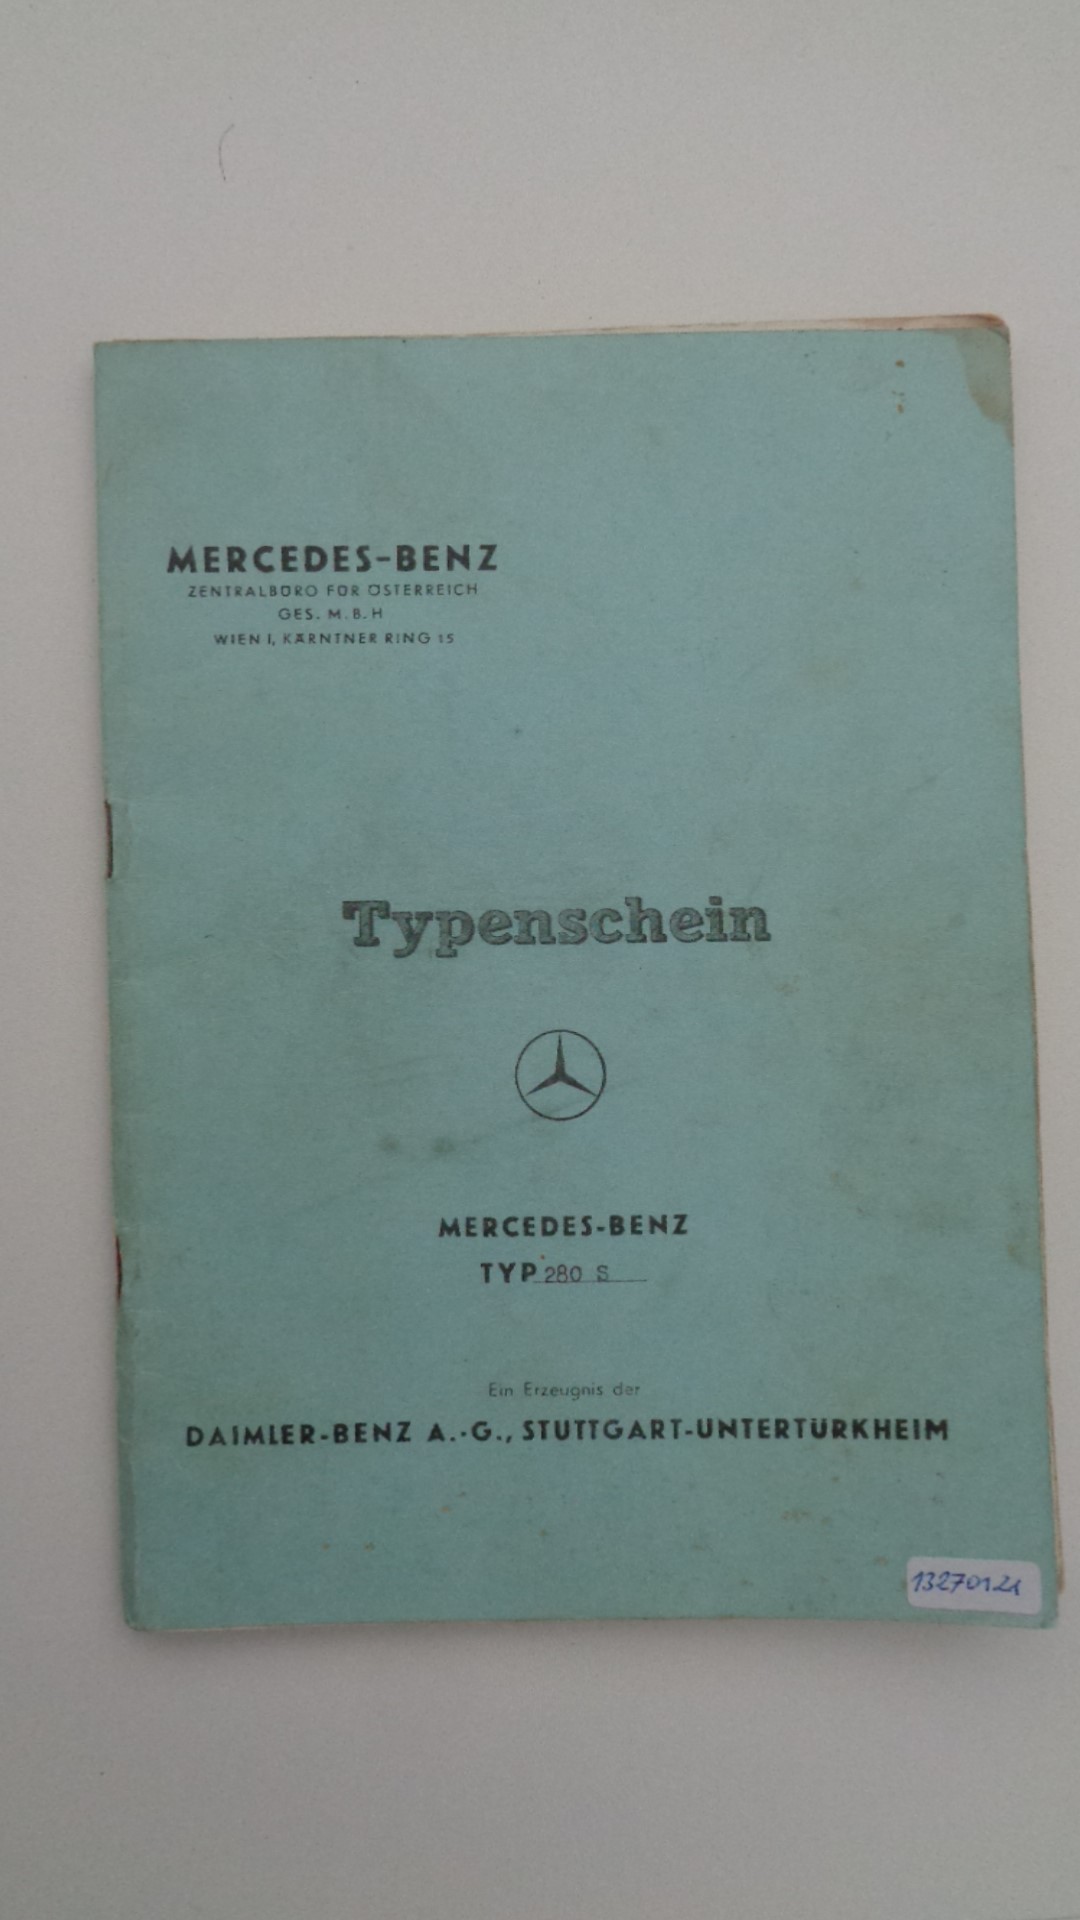 MERCEDES-BENZ
ZENTRALBÜRO FÜR ÖSTERREICH
GES. M. B. H
WIEN I, KÄRNTNER RING 15
Typenschein
MERCEDES-BENZ
TYP 280 S
Ein Erzeugnis der
DAIMLER-BENZ A.-G., STUTTGART-UNTERTÜRKHEIM
13270121